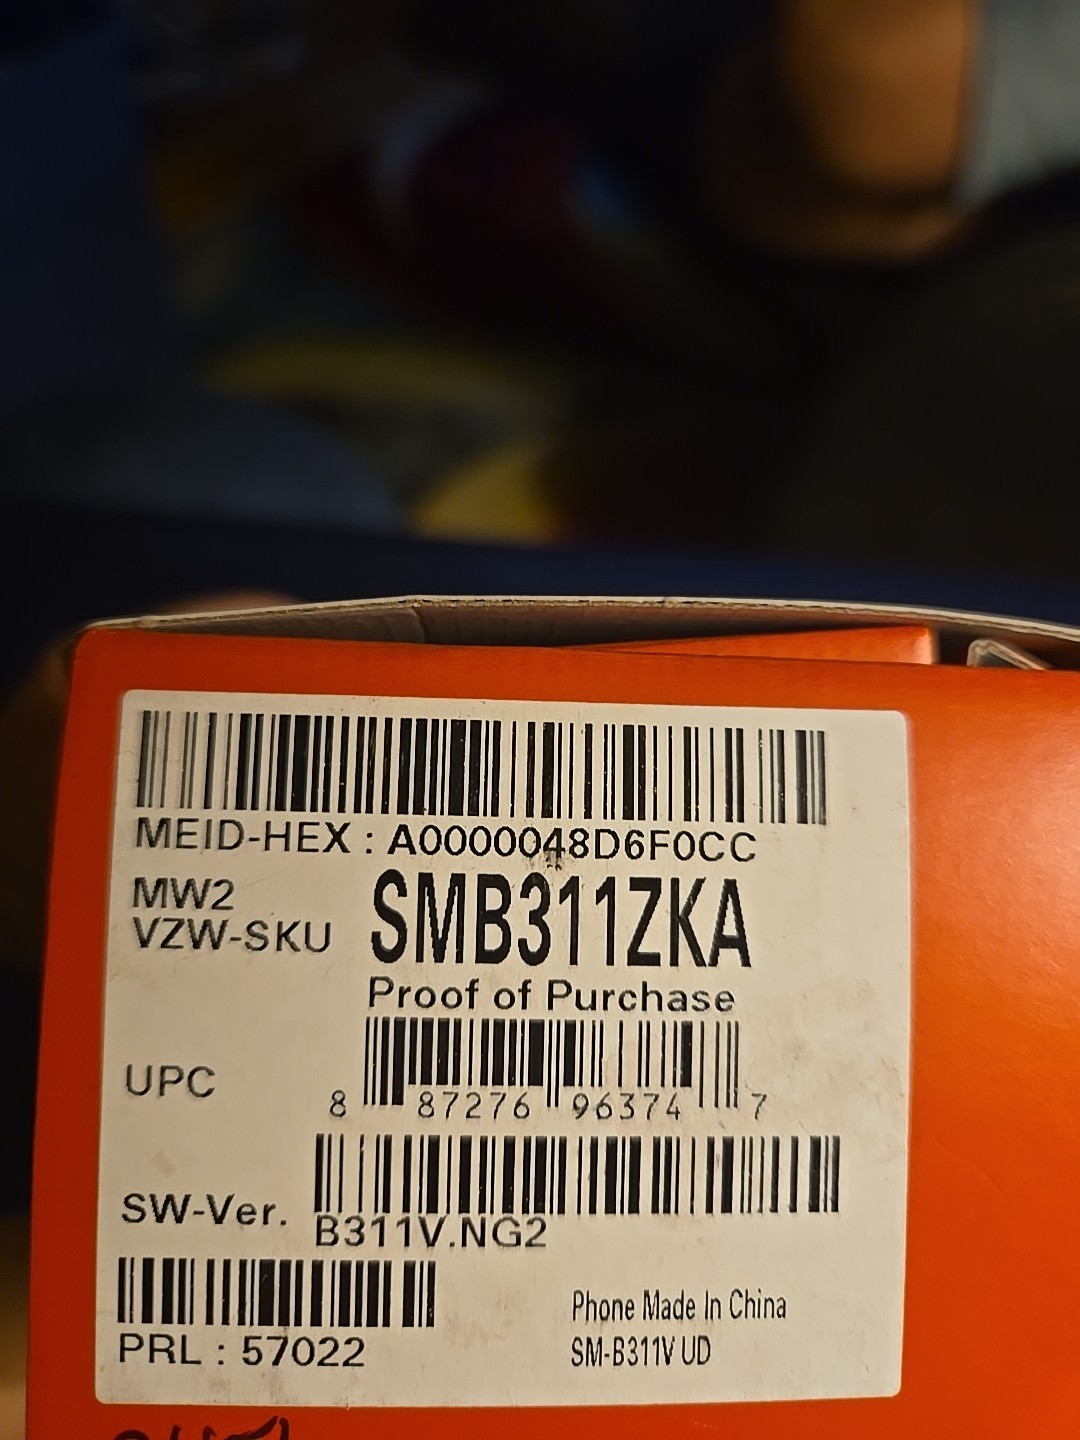 MEID-HEX : A0000048D6F0CC
MW2
VZW-SKU SMB311ZKA
Proof of Purchase
UPC
8 87276 96374 7
SW-Ver. B311V.NG2
PRL : 57022
Phone Made In China
SM-B311V UD